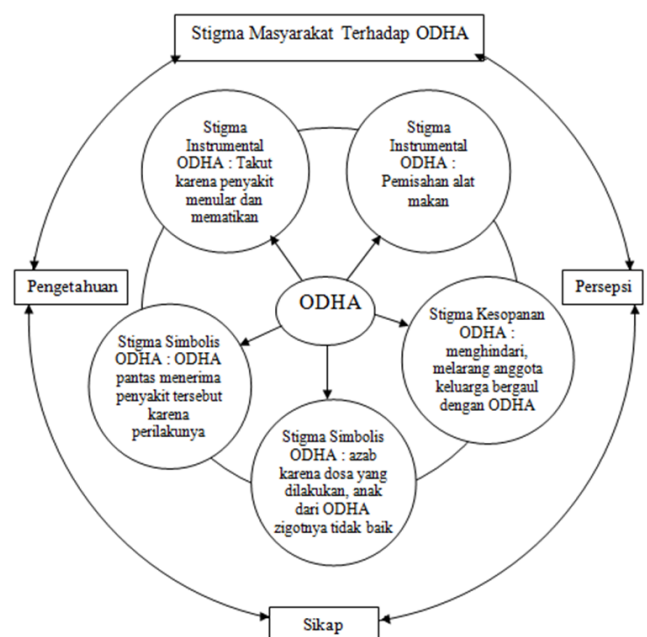 Stigma Masyarakat Terhadap ODHA
Stigma
Instrumental
ODHA : Takut
karena penyakit
menular dan
mematikan
Stigma
Instrumental
ODHA :
Pemisahan alat
makan
Pengetahuan
ODHA
Persepsi
Stigma Simbolis
ODHA : ODHA
pantas menerima
penyakit tersebut
karena
perilakunya
Stigma Kesopanan
ODHA :
menghindari,
melarang anggota
keluarga bergaul
dengan ODHA
Stigma Simbolis
ODHA : azab
karena dosa yang
dilakukan, anak
dari ODHA
zigotnya tidak baik
Sikap